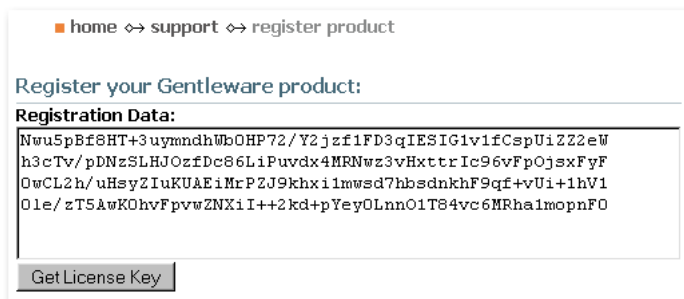 home ↔ support ↔ register product
Register your Gentleware product:
Registration Data:
Nwu5pBf8HT+3uymndhWbOHP72/Y2jzf1FD3qIESIG1v1fCspUiZZ2eW
h3cTv/pDNzSLHJOzfDc86LiPuvdx4MRNwz3vHxttrIc96vFpOjsxFyF
OwCL2h/uHsyZIuKUAEiMrPZJ9khxi1mwsd7hbsdnkhF9qf+vUi+1hV1
Ole/zT5AwKOhvFpvwZNXiI++2kd+pYeyOLnnO1T84vc6MRha1mopnFO
Get License Key